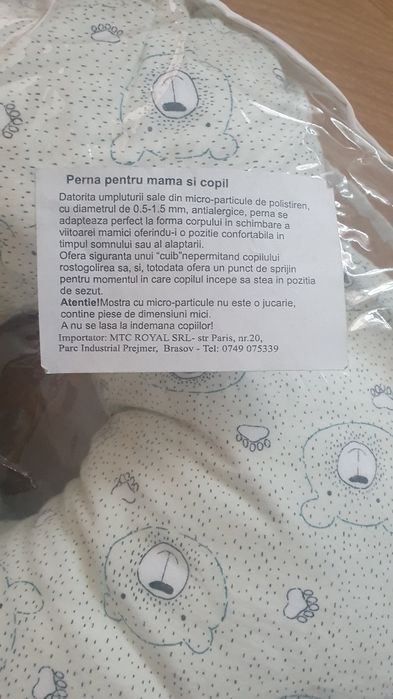 Perna pentru mama si copil
Datorita umpluturii sale din micro-particule de polistiren,
cu diametrul de 0.5-1.5 mm, antialergice, perna se
adapteaza perfect la forma corpului in schimbare a
viitoarei mamici oferindu-i o pozitie confortabila in
timpul somnului sau al alaptarii.
Ofera siguranta unui "cuib"nepermitand copilului
rostogolirea sa, si, totodata ofera un punct de sprijin
pentru momentul in care copilul incepe sa stea in pozitia
de sezut.
Atentie!Mostra cu micro-particule nu este o jucarie,
contine piese de dimensiuni mici.
A nu se lasa la indemana copiilor!
Importator: MTC ROYAL SRL- str Paris, nr.20,
Parc Industrial Prejmer, Brasov - Tel: 0749 075339